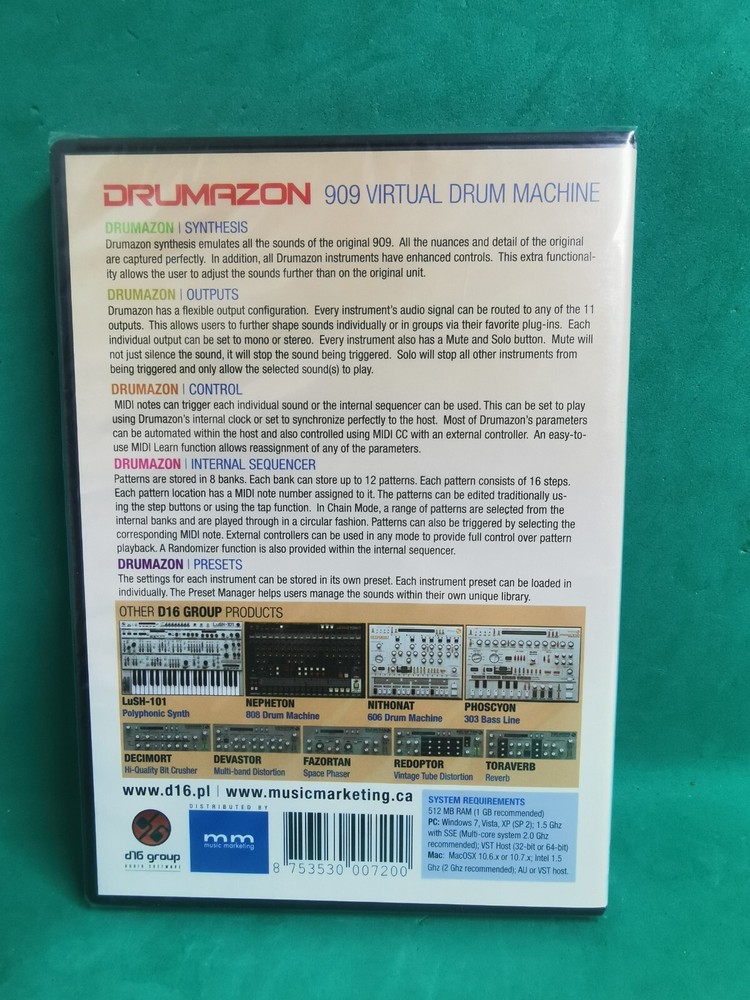 DRUMAZON 909 VIRTUAL DRUM MACHINE
DRUMAZON | SYNTHESIS
Drumazon synthesis emulates all the sounds of the original 909. All the nuances and detail of the original
are captured perfectly. In addition, all Drumazon instruments have enhanced controls. This extra functional-
ity allows the user to adjust the sounds further than on the original unit.
DRUMAZON | OUTPUTS
Drumazon has a flexible output configuration. Every instrument's audio signal can be routed to any of the 11
outputs. This allows users to further shape sounds individually or in groups via their favorite plug-ins. Each
individual output can be set to mono or stereo. Every instrument also has a Mute and Solo button. Mute will
not just silence the sound, it will stop the sound being triggered. Solo will stop all other instruments from
being triggered and only allow the selected sound(s) to play.
DRUMAZON | CONTROL
MIDI notes can trigger each individual sound or the internal sequencer can be used. This can be set to play
using Drumazon's internal clock or set to synchronize perfectly to the host. Most of Drumazon's parameters
can be automated within the host and also controlled using MIDI CC with an external controller. An easy-to-
use MIDI Learn function allows reassignment of any of the parameters.
DRUMAZON | INTERNAL SEQUENCER
Patterns are stored in 8 banks. Each bank can store up to 12 patterns. Each pattern consists of 16 steps.
Each pattern location has a MIDI note number assigned to it. The patterns can be edited traditionally us-
ing the step buttons or using the tap function. In Chain Mode, a range of patterns are selected from the
internal banks and are played through in a circular fashion. Patterns can also be triggered by selecting the
corresponding MIDI note. External controllers can be used in any mode to provide full control over pattern
playback. A Randomizer function is also provided within the internal sequencer.
DRUMAZON | PRESETS
The settings for each instrument can be stored in its own preset. Each instrument preset can be loaded in
individually. The Preset Manager helps users manage the sounds within their own unique library.
OTHER D16 GROUP PRODUCTS
LuSH-101
LuSH-101 NEPHETON NITHONAT PHOSCYON
Polyphonic Synth 808 Drum Machine 606 Drum Machine 303 Bass Line
DECIMORT DEVASTOR FAZORTAN REDOPTOR TORAVERB
Hi-Quality Bit Crusher Multi-band Distortion Space Phaser Vintage Tube Distortion Reverb
www.d16.pl | www.musicmarketing.ca
DISTRIBUTED BY
d16 group
AUDIO SOFTWARE
mm
music marketing
8 753530 007200
SYSTEM REQUIREMENTS
512 MB RAM (1 GB recommended)
PC: Windows 7, Vista, XP (SP 2); 1.5 Ghz
with SSE (Multi-core system 2.0 Ghz
recommended); VST Host (32-bit or 64-bit)
Mac: MacOSX 10.6.x or 10.7.x; Intel 1.5
Ghz (2 Ghz recommended); AU or VST host.